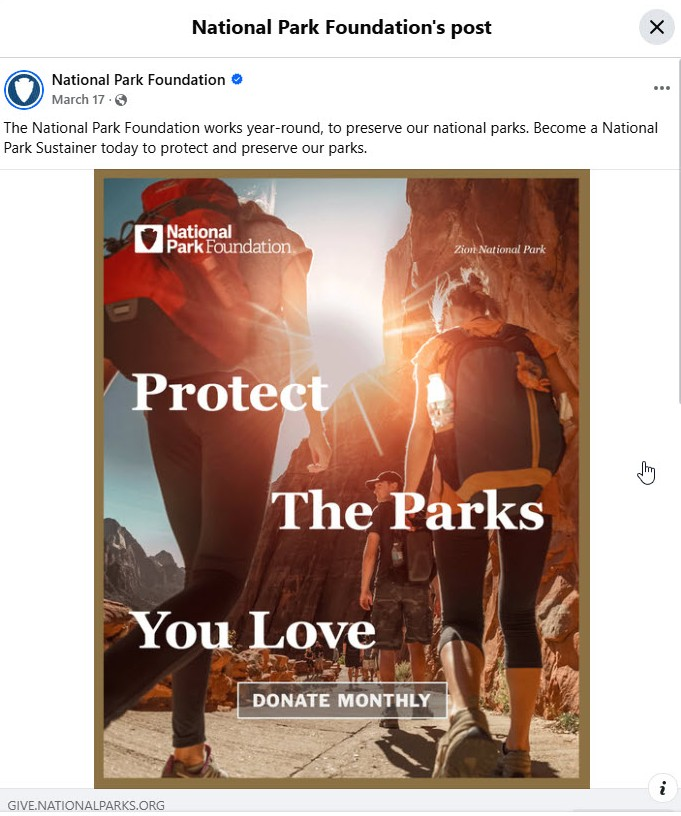 National Park Foundation's post
National Park Foundation
March 17 ·
The National Park Foundation works year-round, to preserve our national parks. Become a National
Park Sustainer today to protect and preserve our parks.
National
Park Foundation
Zion National Park
Protect
The Parks
You Love
DONATE MONTHLY
GIVE.NATIONALPARKS.ORG